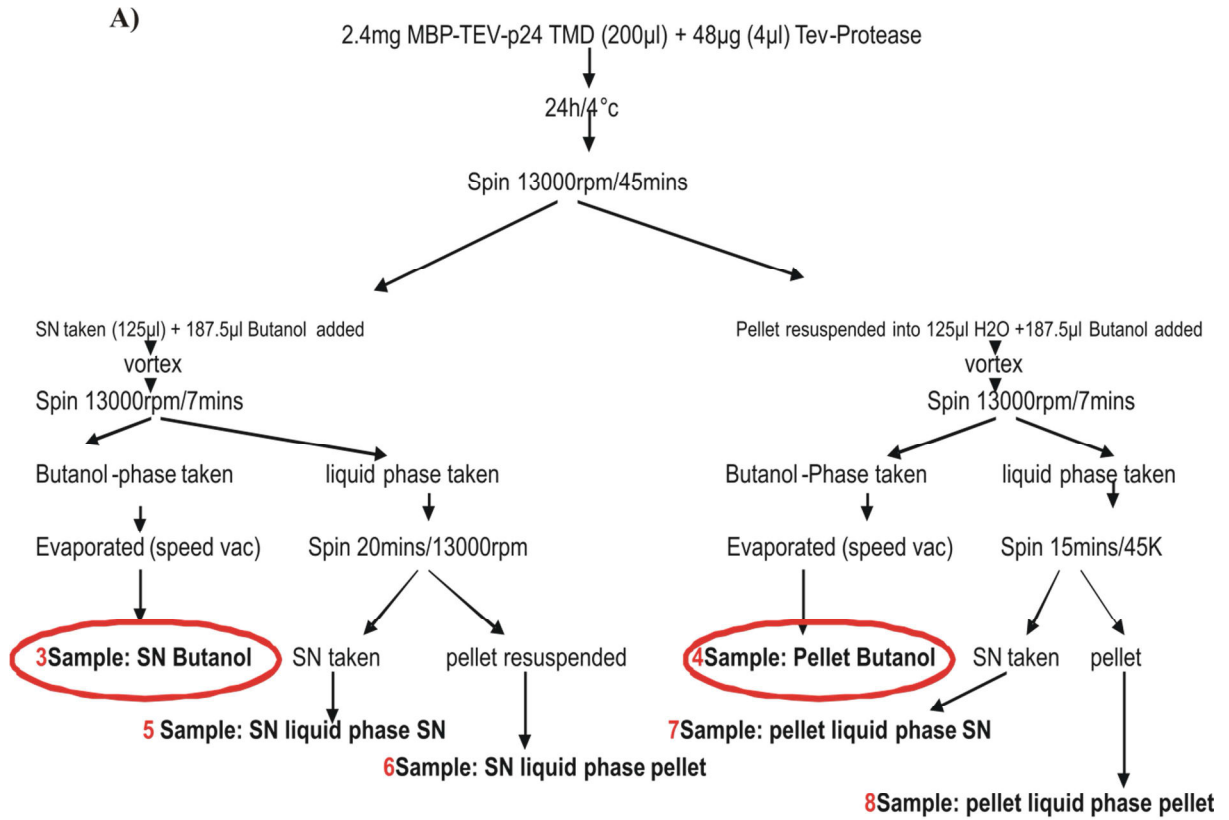 A)
2.4mg MBP-TEV-p24 TMD (200µl) + 48µg (4µl) Tev-Protease
24h/4°c
Spin 13000rpm/45mins
SN taken (125µl) + 187.5µl Butanol added
Pellet resuspended into 125µl H2O +187.5µl Butanol added
vortex
vortex
Spin 13000rpm/7mins
Spin 13000rpm/7mins
Butanol-phase taken
liquid phase taken
Butanol-Phase taken
liquid phase taken
Evaporated (speed vac)
Spin 20mins/13000rpm
Evaporated (speed vac)
Spin 15mins/45K
3Sample: SN Butanol
SN taken
pellet resuspended
4Sample: Pellet Butanol
SN taken
pellet
5 Sample: SN liquid phase SN
7Sample: pellet liquid phase SN
6Sample: SN liquid phase pellet
8Sample: pellet liquid phase pellet